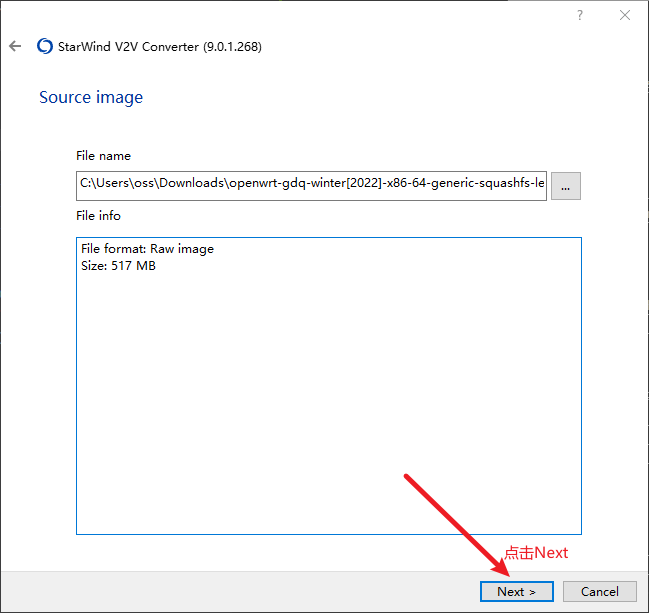 ?
StarWind V2V Converter (9.0.1.268)
Source image
File name
C:\Users\oss\Downloads\openwrt-gdq-winter[2022]-x86-64-generic-squashfs-le
...
File info
File format: Raw image
Size: 517 MB
点击Next
Next >
Cancel